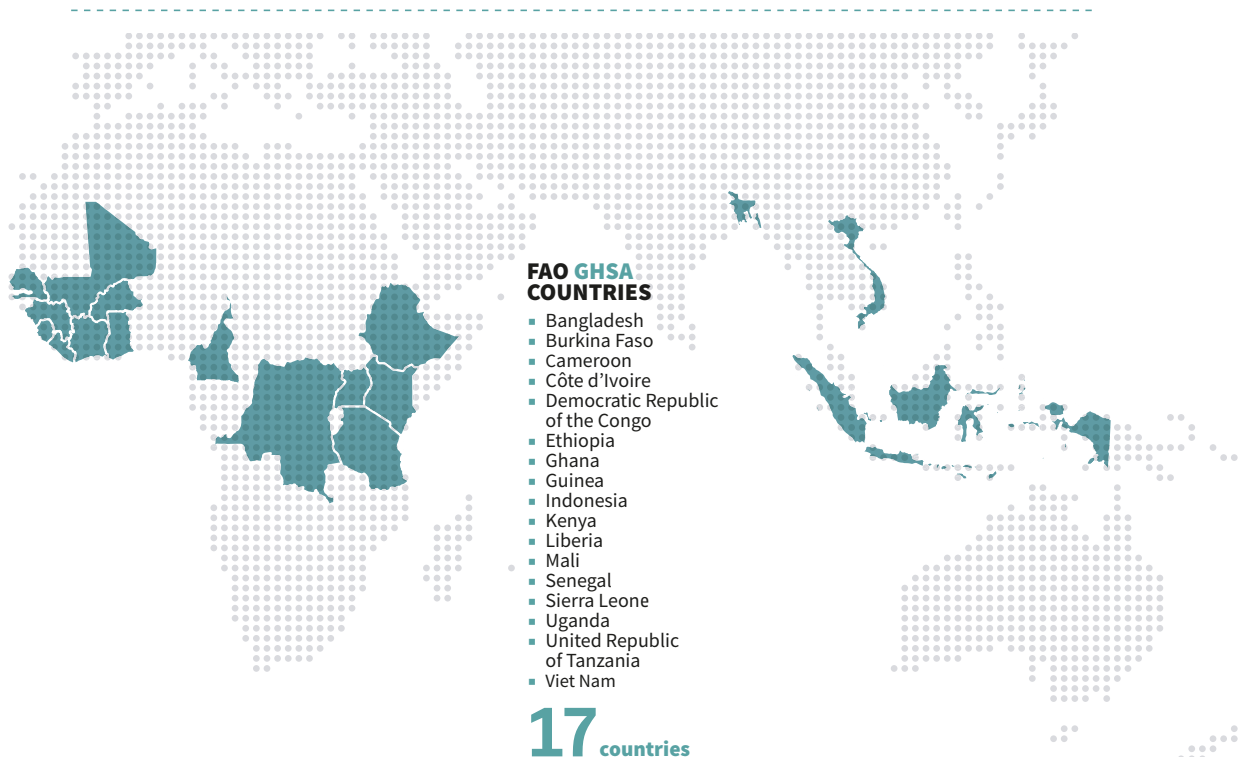 FAO GHSA
COUNTRIES
Bangladesh
Burkina Faso
Cameroon
Côte d’Ivoire
Democratic Republic
of the Congo
Ethiopia
Ghana
Guinea
Indonesia
Kenya
Liberia
Mali
Senegal
Sierra Leone
Uganda
United Republic
of Tanzania
Viet Nam
17 countries